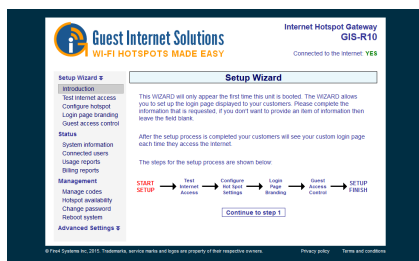 Guest Internet Solutions
WI-FI HOTSPOTS MADE EASY
Internet Hotspot Gateway
GIS-R10
Connected to the internet: YES
Setup Wizard
Introduction
Test internet access
Configure hotspot
Login page branding
Guest access control
Status
System information
Connected users
Usage reports
Billing reports
Management
Manage codes
Hotspot availability
Change password
Reboot system
Advanced Settings
Setup Wizard
This WIZARD will only appear the first time this unit is booted. The WIZARD allows
you to set up the login page displayed to your customers. Please complete the
information that is requested, if you don't want to provide an item of information then
leave the field blank.
After the setup process is completed your customers will see your custom login page
each time they access the Internet.
The steps for the setup process are shown below:
START SETUP
Test Internet Access
Configure Hot Spot Settings
Login Page Branding
Guest Access Control
SETUP FINISH
Continue to step 1
© Fire4 Systems Inc, 2015. Trademarks, service marks and logos are property of their respective owners.
Privacy policy
Terms and conditions